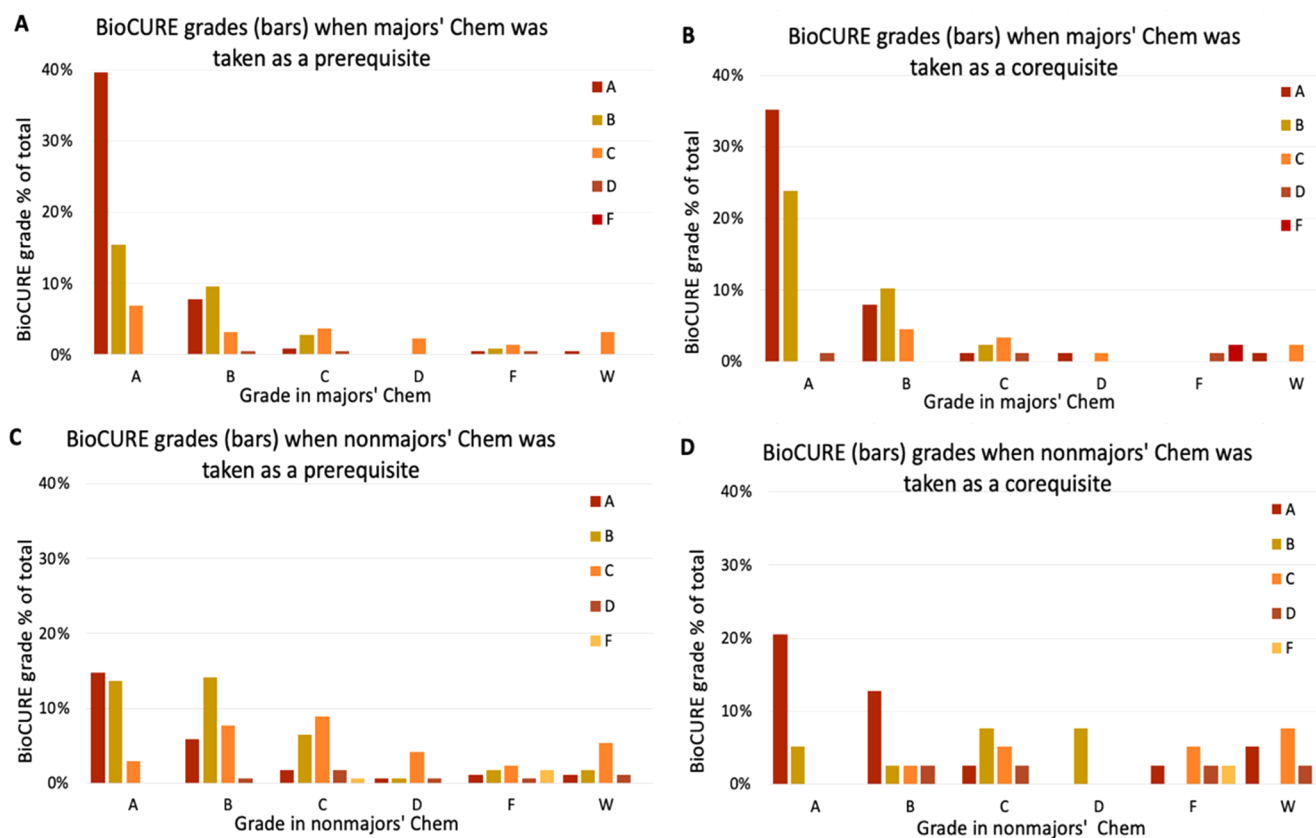 A
BioCURE grades (bars) when majors' Chem was
taken as a prerequisite
BioCURE grade % of total
40%
30%
20%
10%
0%
A
B
C
D
F
A B C D F W
Grade in majors' Chem
B
BioCURE grades (bars) when majors' Chem was
taken as a corequisite
BioCURE grade % of total
40%
30%
20%
10%
0%
A
B
C
D
F
A B C D F W
Grade in majors' Chem
C
BioCURE grades (bars) when nonmajors' Chem was
taken as a prerequisite
BioCURE grade % of total
40%
30%
20%
10%
0%
A
B
C
D
F
A B C D F W
Grade in nonmajors' Chem
D
BioCURE (bars) grades when nonmajors' Chem was
taken as a corequisite
BioCURE grade % of total
40%
30%
20%
10%
0%
A
B
C
D
F
A B C D F W
Grade in nonmajors' Chem